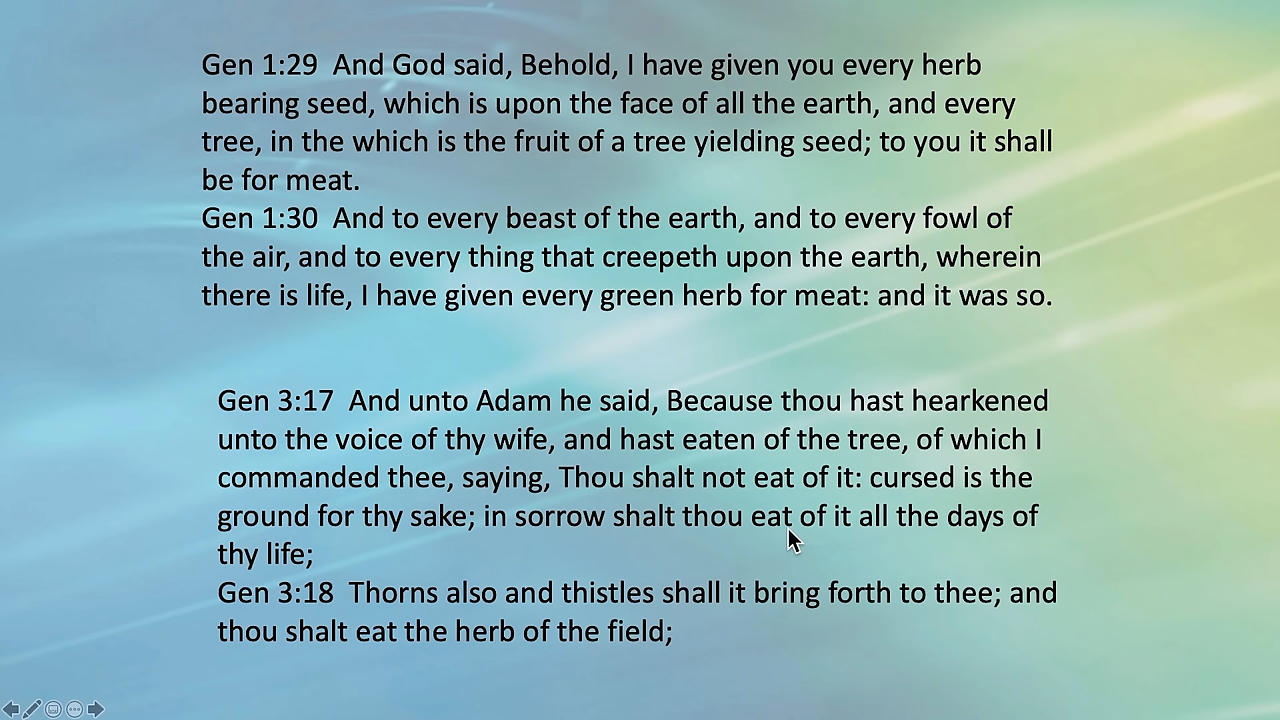 Gen 1:29  And God said, Behold, I have given you every herb
bearing seed, which is upon the face of all the earth, and every
tree, in the which is the fruit of a tree yielding seed; to you it shall
be for meat.
Gen 1:30  And to every beast of the earth, and to every fowl of
the air, and to every thing that creepeth upon the earth, wherein
there is life, I have given every green herb for meat: and it was so.
Gen 3:17  And unto Adam he said, Because thou hast hearkened
unto the voice of thy wife, and hast eaten of the tree, of which I
commanded thee, saying, Thou shalt not eat of it: cursed is the
ground for thy sake; in sorrow shalt thou eat of it all the days of
thy life;
Gen 3:18  Thorns also and thistles shall it bring forth to thee; and
thou shalt eat the herb of the field;